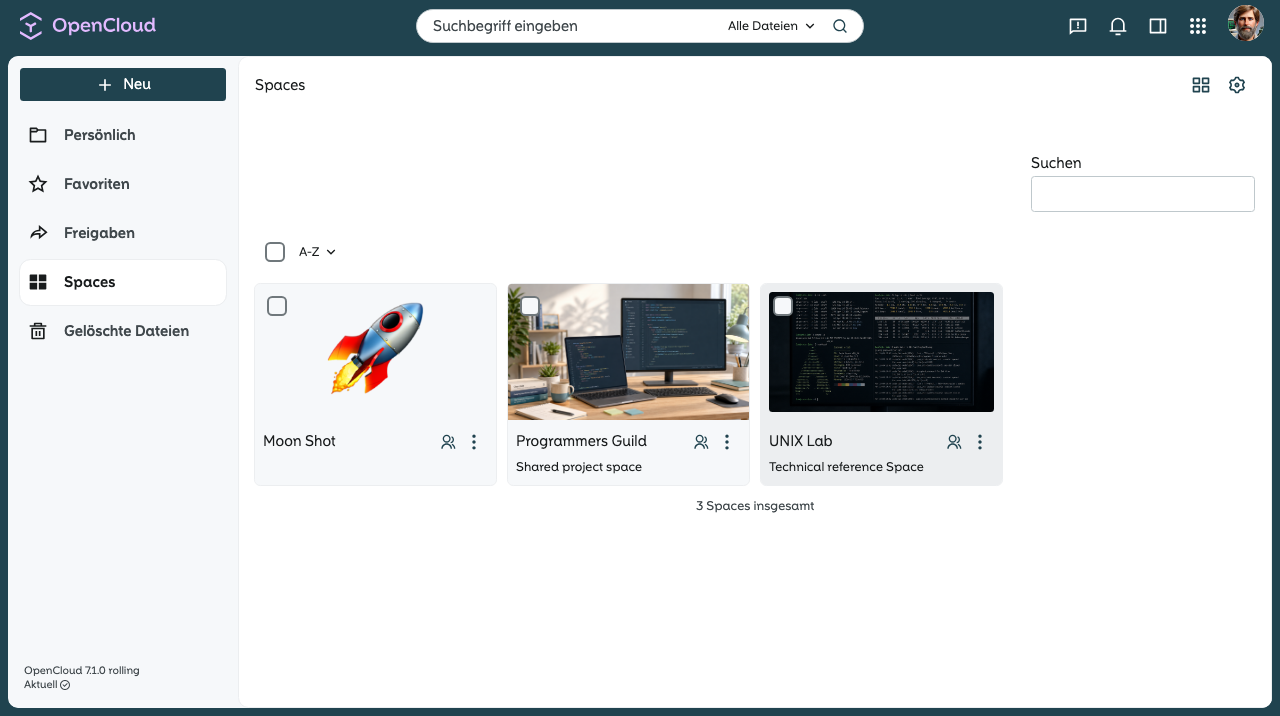 OpenCloud
Suchbegriff eingeben
Alle Dateien
Neu
Spaces
Persönlich
Favoriten
Freigaben
Spaces
Gelöschte Dateien
Suchen
A-Z
Moon Shot
Programmers Guild
Shared project space
UNIX Lab
Technical reference Space
3 Spaces insgesamt
OpenCloud 7.1.0 rolling
Aktuell